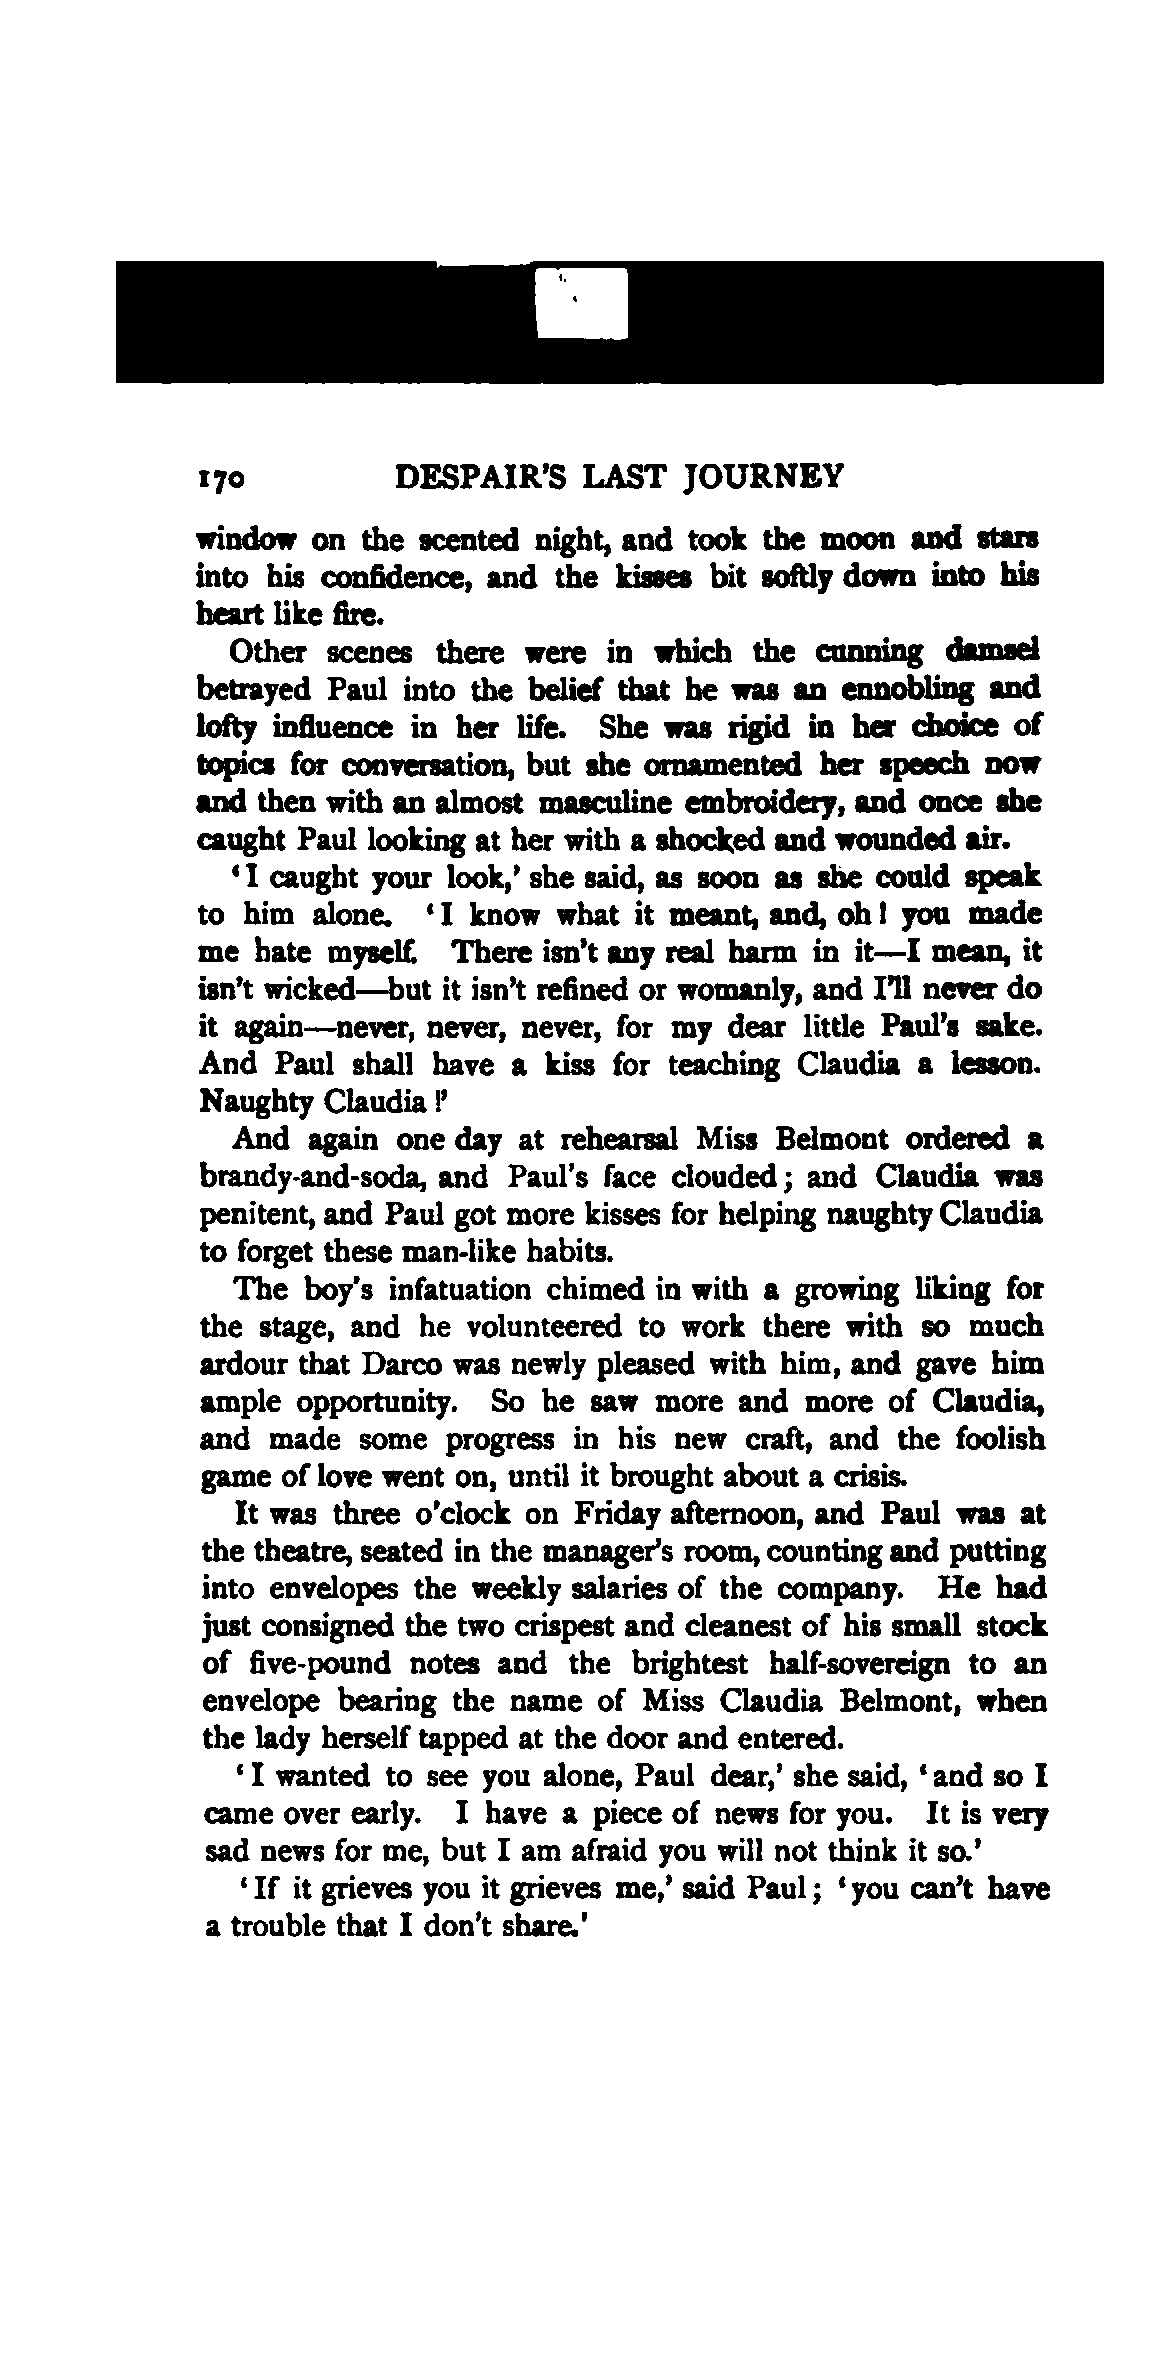 170 DESPAIR'S LAST JOURNEY
window on the scented night, and took the moon and stars
into his confidence, and the kisses bit softly down into his
heart like fire.
Other scenes there were in which the cunning damsel
betrayed Paul into the belief that he was an ennobling and
lofty influence in her life. She was rigid in her choice of
topics for conversation, but she ornamented her speech now
and then with an almost masculine embroidery, and once she
caught Paul looking at her with a shocked and wounded air.
‘I caught your look,’ she said, as soon as she could speak
to him alone. ‘I know what it meant, and, oh! you made
me hate myself. There isn't any real harm in it—I mean, it
isn't wicked—but it isn't refined or womanly, and I'll never do
it again—never, never, never, for my dear little Paul's sake.
And Paul shall have a kiss for teaching Claudia a lesson.
Naughty Claudia!’
And again one day at rehearsal Miss Belmont ordered a
brandy-and-soda, and Paul's face clouded; and Claudia was
penitent, and Paul got more kisses for helping naughty Claudia
to forget these man-like habits.
The boy's infatuation chimed in with a growing liking for
the stage, and he volunteered to work there with so much
ardour that Darco was newly pleased with him, and gave him
ample opportunity. So he saw more and more of Claudia,
and made some progress in his new craft, and the foolish
game of love went on, until it brought about a crisis.
It was three o'clock on Friday afternoon, and Paul was at
the theatre, seated in the manager's room, counting and putting
into envelopes the weekly salaries of the company. He had
just consigned the two crispest and cleanest of his small stock
of five-pound notes and the brightest half-sovereign to an
envelope bearing the name of Miss Claudia Belmont, when
the lady herself tapped at the door and entered.
‘I wanted to see you alone, Paul dear,’ she said, ‘and so I
came over early. I have a piece of news for you. It is very
sad news for me, but I am afraid you will not think it so.’
‘If it grieves you it grieves me,’ said Paul; ‘you can't have
a trouble that I don't share.’